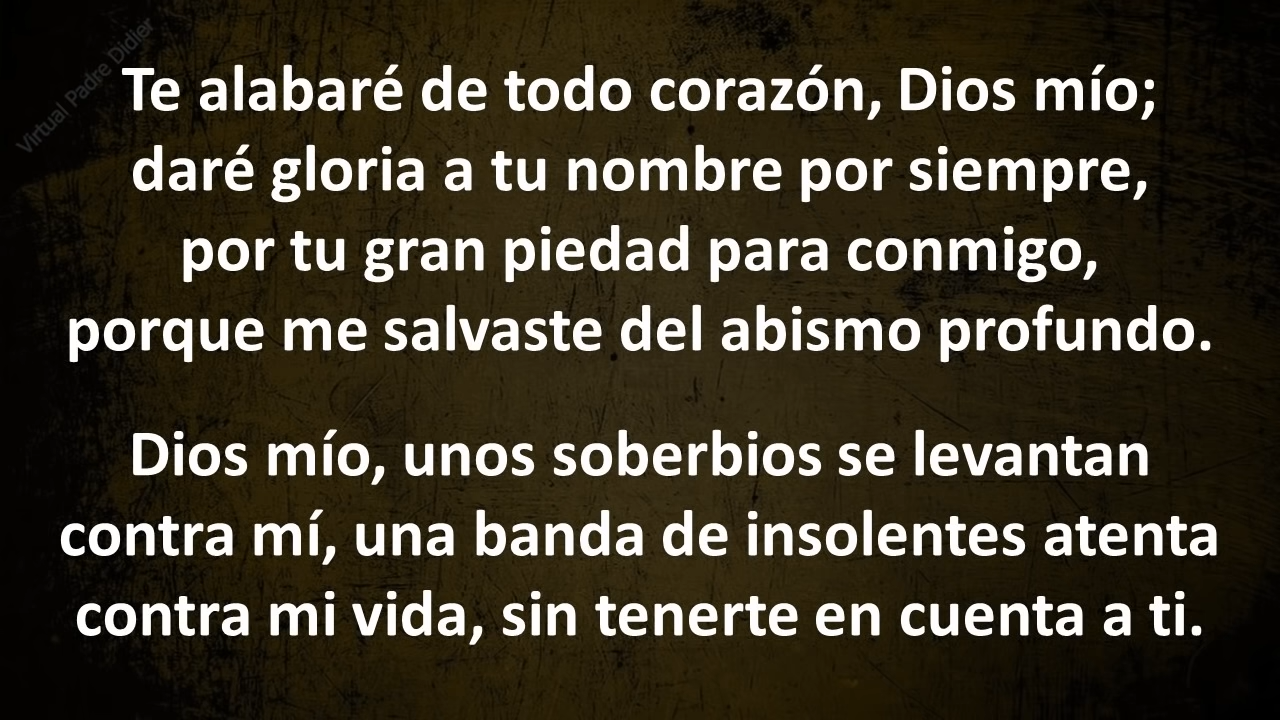 Virtual Padre Didier
Te alabaré de todo corazón, Dios mío;
daré gloria a tu nombre por siempre,
por tu gran piedad para conmigo,
porque me salvaste del abismo profundo.
Dios mío, unos soberbios se levantan
contra mí, una banda de insolentes atenta
contra mi vida, sin tenerte en cuenta a ti.